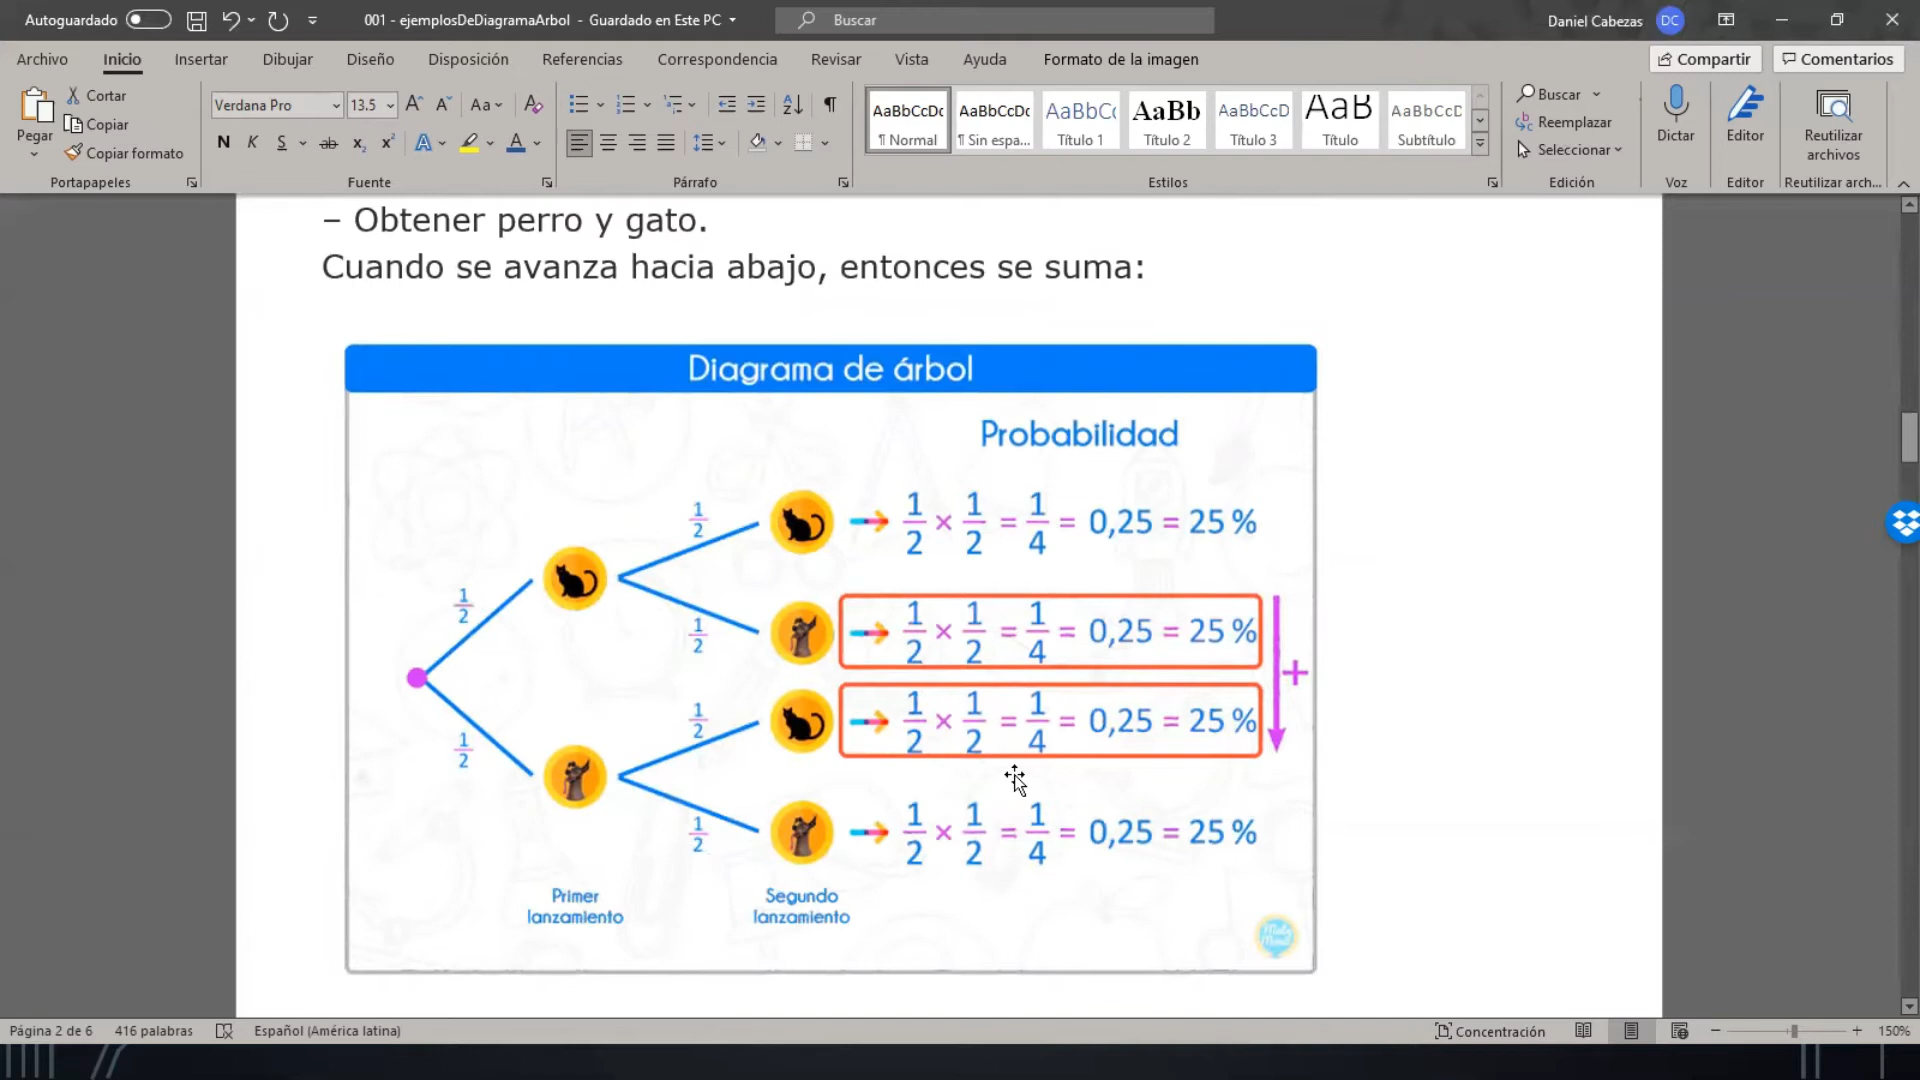 Autoguardado 001 - ejemplosDeDiagramaArbol - Guardado en Este PC Buscar Daniel Cabezas DC
Archivo Inicio Insertar Dibujar Diseño Disposición Referencias Correspondencia Revisar Vista Ayuda Formato de la imagen Compartir Comentarios
Pegar
Cortar
Copiar
Copiar formato
Portapapeles
Verdana Pro 13.5 A A Aa A
N K S ab x₂ x² A A
Fuente
Párrafo
AaBbCcDc AaBbCcDc AaBbCc AaBb AaBbCcD AaB AaBbCcD
¶ Normal ¶ Sin espa... Título 1 Título 2 Título 3 Título Subtítulo
Estilos
Buscar
Reemplazar
Seleccionar
Edición
Dictar
Voz
Editor
Editor
Reutilizar
archivos
Reutilizar arch...
– Obtener perro y gato.
Cuando se avanza hacia abajo, entonces se suma:
Diagrama de árbol
Probabilidad
1/2 1/2 × 1/2 = 1/4 = 0,25 = 25 %
1/2
1/2 1/2 × 1/2 = 1/4 = 0,25 = 25 %
+
1/2 1/2 × 1/2 = 1/4 = 0,25 = 25 %
1/2
1/2 1/2 × 1/2 = 1/4 = 0,25 = 25 %
Primer
lanzamiento
Segundo
lanzamiento
Página 2 de 6 416 palabras Español (América latina) Concentración − + 150%